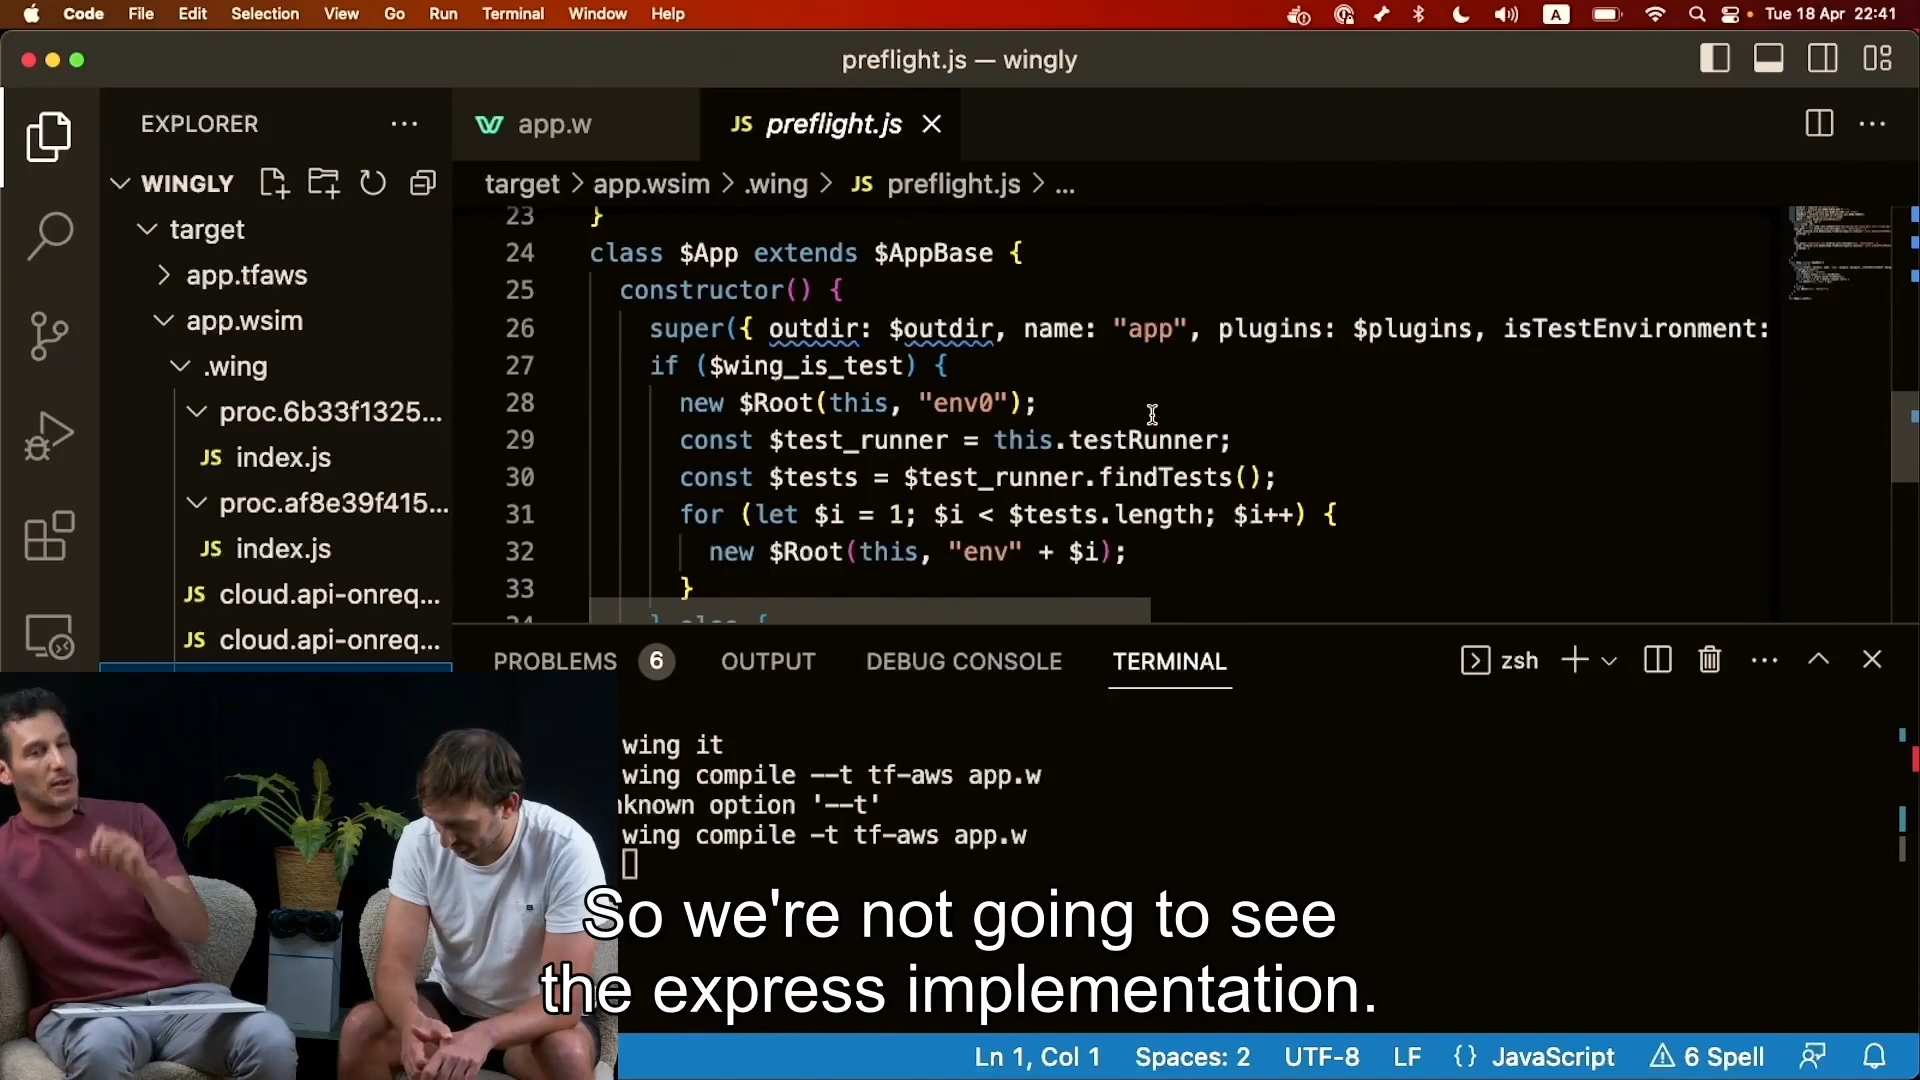 Code File Edit Selection View Go Run Terminal Window Help A Tue 18 Apr 22:41
preflight.js — wingly
EXPLORER ...
app.w
JS preflight.js
WINGLY
target > app.wsim > .wing > JS preflight.js > ...
target
app.tfaws
app.wsim
.wing
proc.6b33f1325...
JS index.js
proc.af8e39f415...
JS index.js
JS cloud.api-onreq...
JS cloud.api-onreq...
23 }
24 class $App extends $AppBase {
25 constructor() {
26 super({ outdir: $outdir, name: "app", plugins: $plugins, isTestEnvironment:
27 if ($wing_is_test) {
28 new $Root(this, "env0");
29 const $test_runner = this.testRunner;
30 const $tests = $test_runner.findTests();
31 for (let $i = 1; $i < $tests.length; $i++) {
32 new $Root(this, "env" + $i);
33 }
34 } else {
PROBLEMS 6 OUTPUT DEBUG CONSOLE TERMINAL zsh
wing it
wing compile --t tf-aws app.w
nknown option '--t'
wing compile -t tf-aws app.w
So we're not going to see
the express implementation.
Ln 1, Col 1 Spaces: 2 UTF-8 LF {} JavaScript 6 Spell